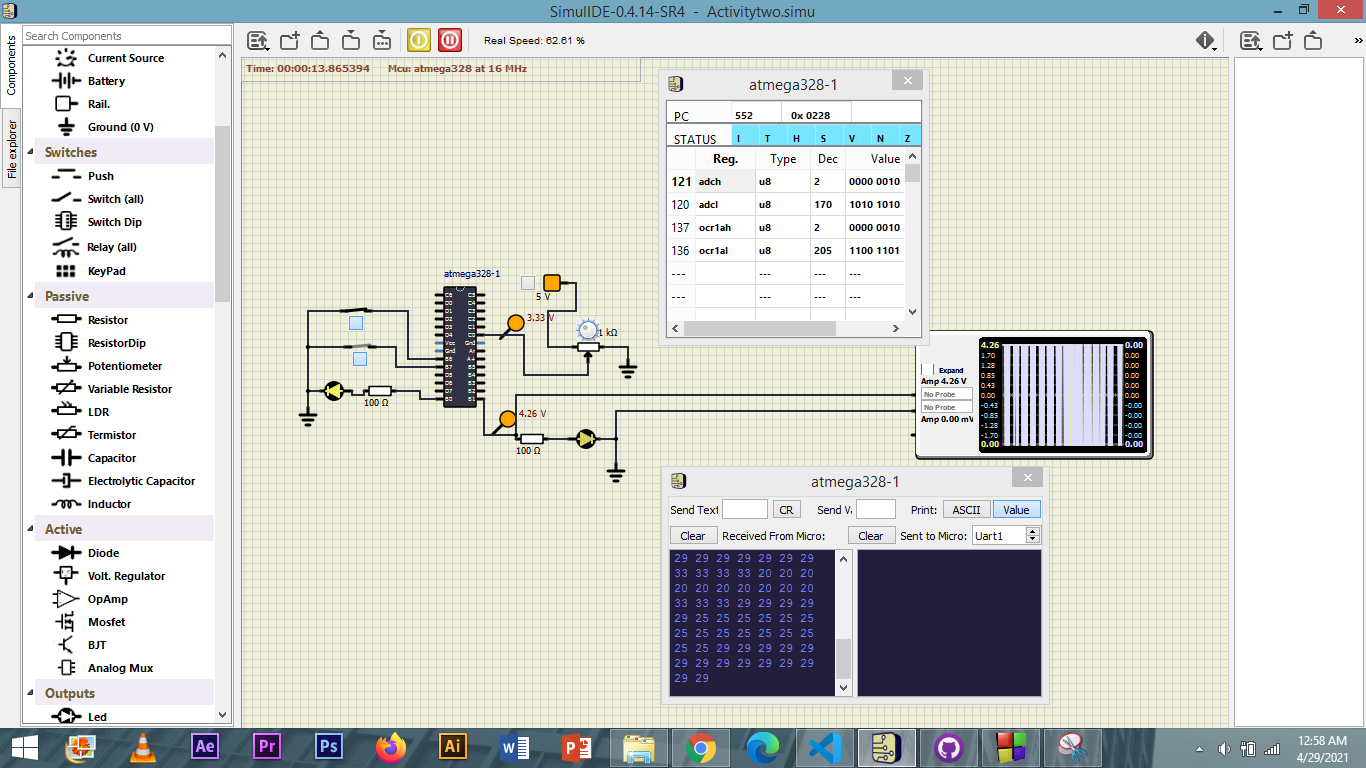 SimulIDE-0.4.14-SR4 - Activitytwo.simu
Components
File explorer
Search Components
Current Source
Battery
Rail.
Ground (0 V)
Switches
Push
Switch (all)
Switch Dip
Relay (all)
KeyPad
Passive
Resistor
ResistorDip
Potentiometer
Variable Resistor
LDR
Termistor
Capacitor
Electrolytic Capacitor
Inductor
Active
Diode
Volt. Regulator
OpAmp
Mosfet
BJT
Analog Mux
Outputs
Led
Real Speed: 62.61 %
»
Time: 00:00:13.865394 Mcu: atmega328 at 16 MHz
atmega328-1
PC 552 0x 0228
STATUS I T H S V N Z
Reg. Type Dec Value
121 adch u8 2 0000 0010
120 adcl u8 170 1010 1010
137 ocr1ah u8 2 0000 0010
136 ocr1al u8 205 1100 1101
--- --- --- ---
--- --- --- ---
atmega328-1
5 V
3.33 V
1 kΩ
100 Ω
4.26 V
100 Ω
Expand
Amp 4.26 V
No Probe
No Probe
Amp 0.00 mV
4.26 0.00
1.70 0.00
1.28 0.00
0.85 0.00
0.43 0.00
0.00 0.00
-0.43 -0.00
-0.85 -0.00
-1.28 -0.00
-1.70 -0.00
0.00 0.00
atmega328-1
Send Text CR Send Va Print: ASCII Value
Clear Received From Micro: Clear Sent to Micro: Uart1
29 29 29 29 29 29 29
33 33 33 33 20 20 20
20 20 20 20 20 20 20
33 33 33 29 29 29 29
29 25 25 25 25 25 25
25 25 25 25 25 25 25
25 25 29 29 29 29 29
29 29 29 29 29 29 29
29 29
Ae
Pr
Ps
Ai
12:58 AM
4/29/2021